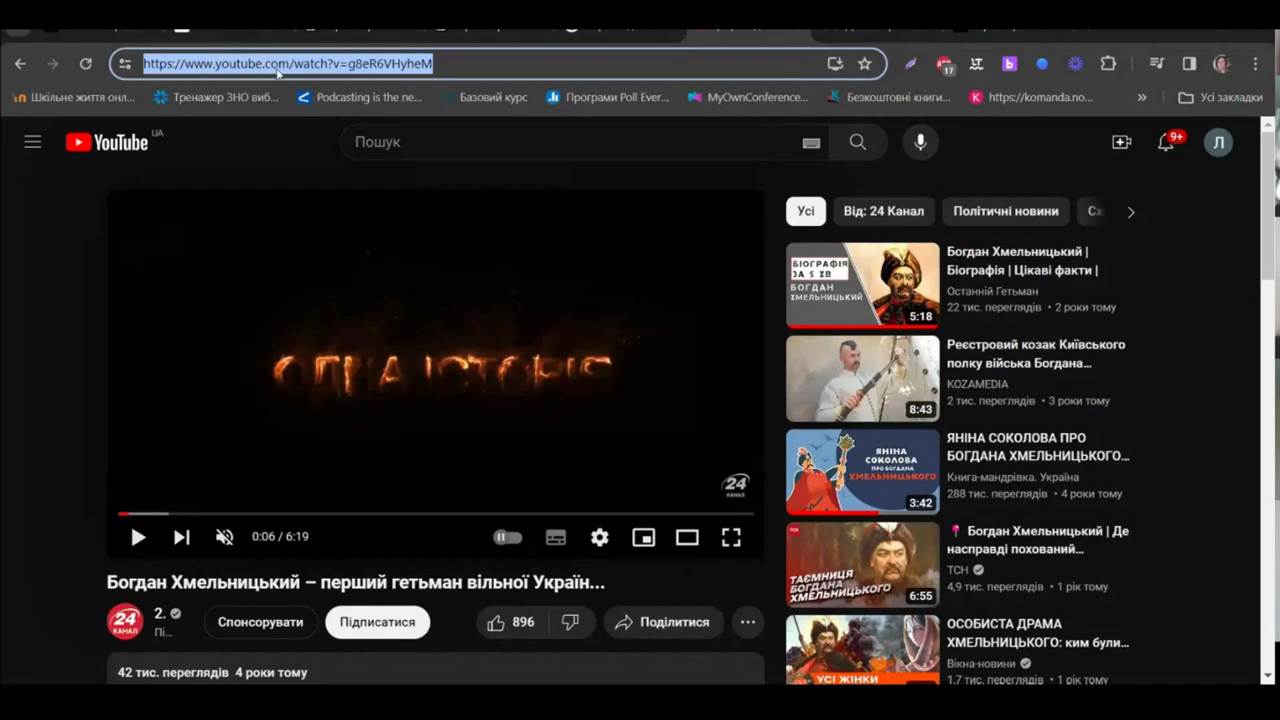 https://www.youtube.com/watch?v=g8eR6VHyheM
17
Шкільне життя онл...
Тренажер ЗНО виб...
Podcasting is the ne...
Базовий курс
Програми Poll Ever...
MyOwnConference...
Безкоштовні книги...
https://komanda.no...
»
Усі закладки
YouTube UA
Пошук
9+
Л
Усі
Від: 24 Канал
Політичні новини
Сх
ОДНА ІСТОРІЯ
24
КАНАЛ
0:06 / 6:19
Богдан Хмельницький – перший гетьман вільної Україн...
24
КАНАЛ
2.
Пі...
Спонсорувати
Підписатися
896
Поділитися
42 тис. переглядів 4 роки тому
БІОГРАФІЯ
ЗА 5 ХВ
БОГДАН
ХМЕЛЬНИЦЬКИЙ
5:18
Богдан Хмельницький |
Біографія | Цікаві факти |
Останній Гетьман
22 тис. переглядів • 2 роки тому
8:43
Реєстровий козак Київського
полку війська Богдана...
KOZAMEDIA
2 тис. переглядів • 3 роки тому
ЯНІНА
СОКОЛОВА
ПРО БОГДАНА
ХМЕЛЬНИЦЬКОГО
3:42
ЯНІНА СОКОЛОВА ПРО
БОГДАНА ХМЕЛЬНИЦЬКОГО...
Книга-мандрівка. Україна
288 тис. переглядів • 4 роки тому
ТСН
ТАЄМНИЦЯ
БОГДАНА
ХМЕЛЬНИЦЬКОГО
6:55
Богдан Хмельницький | Де
насправді похований...
ТСН
4,9 тис. переглядів • 1 рік тому
УСІ ЖІНКИ
ОСОБИСТА ДРАМА
ХМЕЛЬНИЦЬКОГО: ким були...
Вікна-новини
1,7 тис. переглядів • 1 рік тому